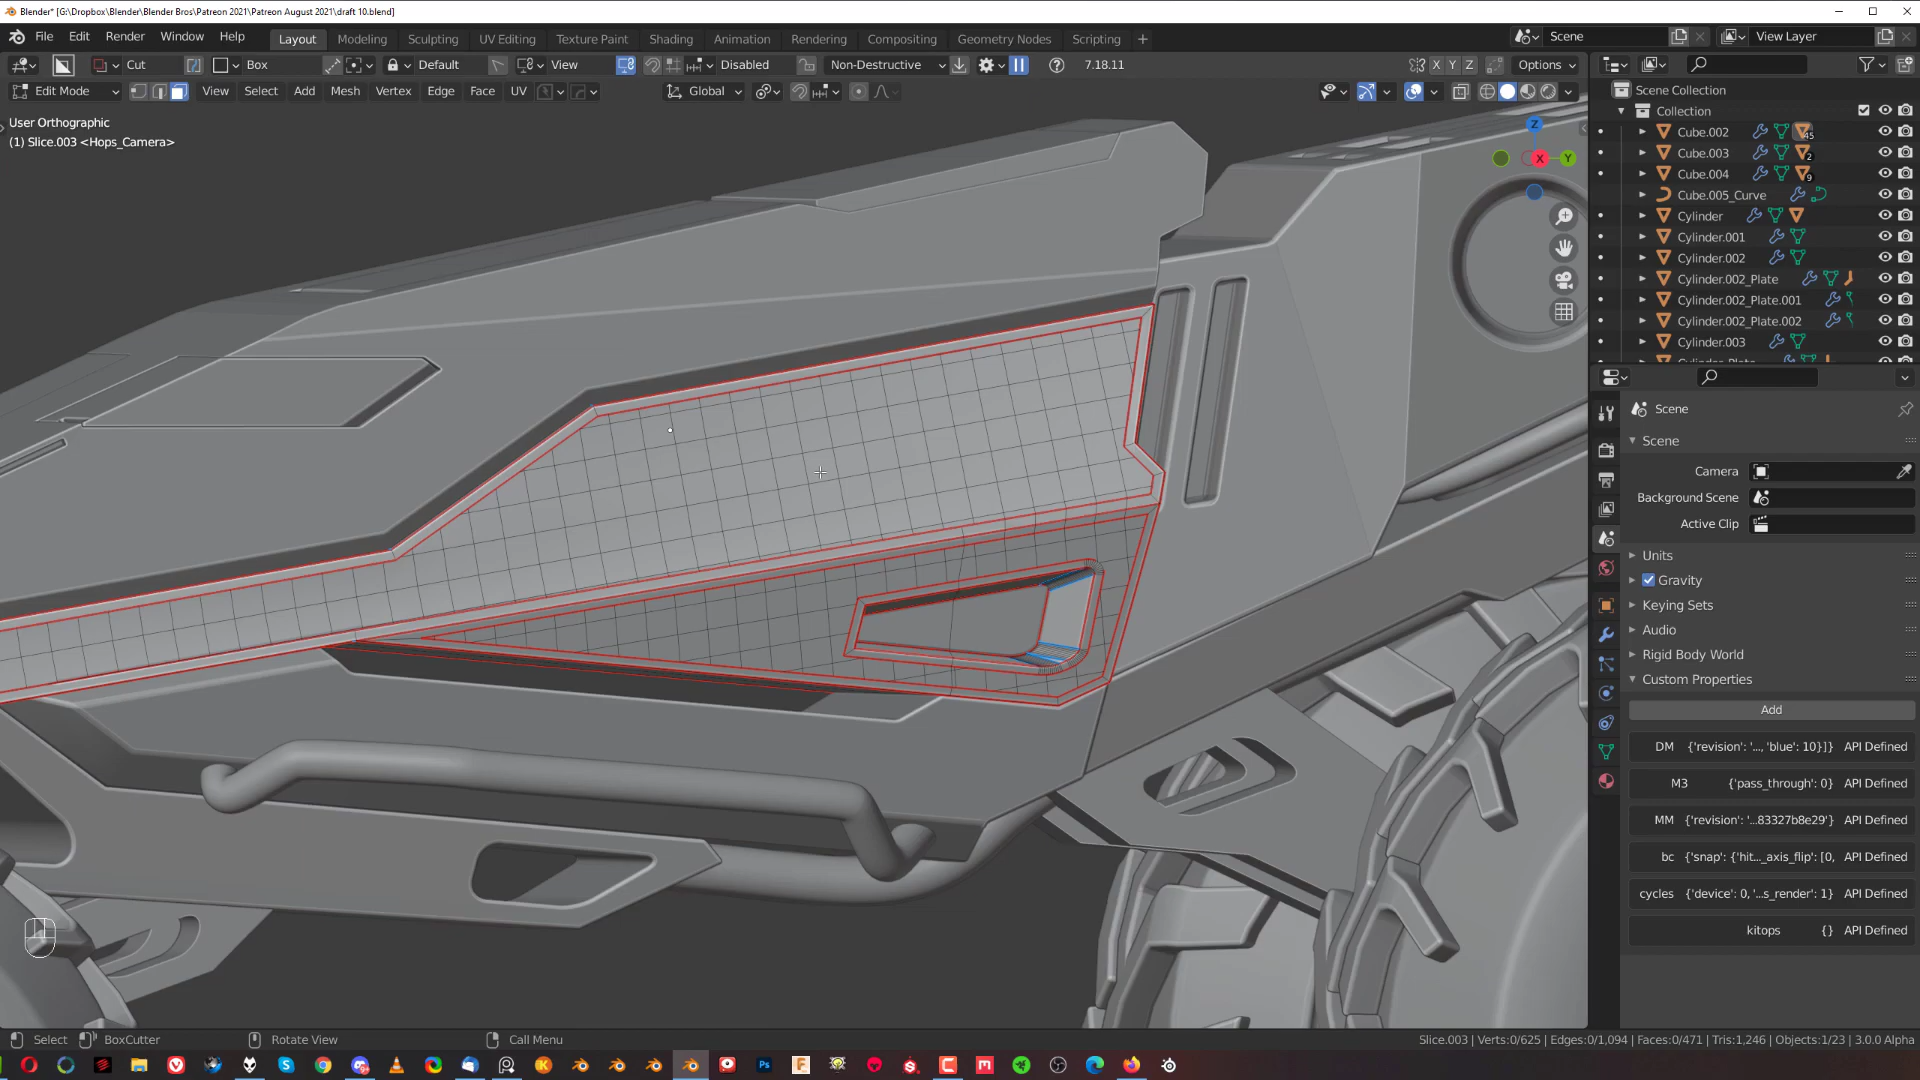 Blender* [G:\Dropbox\Blender\Blender Bros\Patreon 2021\Patreon August 2021\draft 10.blend]
File Edit Render Window Help Layout Modeling Sculpting UV Editing Texture Paint Shading Animation Rendering Compositing Geometry Nodes Scripting + Scene View Layer
Cut Box Default View Disabled Non-Destructive 7.18.11 X Y Z Options
Edit Mode View Select Add Mesh Vertex Edge Face UV Global
User Orthographic
(1) Slice.003 <Hops_Camera>
Z
X
Y
Scene Collection
Collection
Cube.002 45
Cube.003 2
Cube.004 9
Cube.005_Curve
Cylinder
Cylinder.001
Cylinder.002
Cylinder.002_Plate
Cylinder.002_Plate.001
Cylinder.002_Plate.002
Cylinder.003
Scene
Scene
Camera
Background Scene
Active Clip
Units
Gravity
Keying Sets
Audio
Rigid Body World
Custom Properties
Add
DM {'revision': '..., 'blue': 10}]} API Defined
M3 {'pass_through': 0} API Defined
MM {'revision': '...83327b8e29'} API Defined
bc {'snap': {'hit..._axis_flip': [0, API Defined
cycles {'device': 0, '...s_render': 1} API Defined
kitops {} API Defined
Select BoxCutter Rotate View Call Menu Slice.003 | Verts:0/625 | Edges:0/1,094 | Faces:0/471 | Tris:1,246 | Objects:1/23 | 3.0.0 Alpha